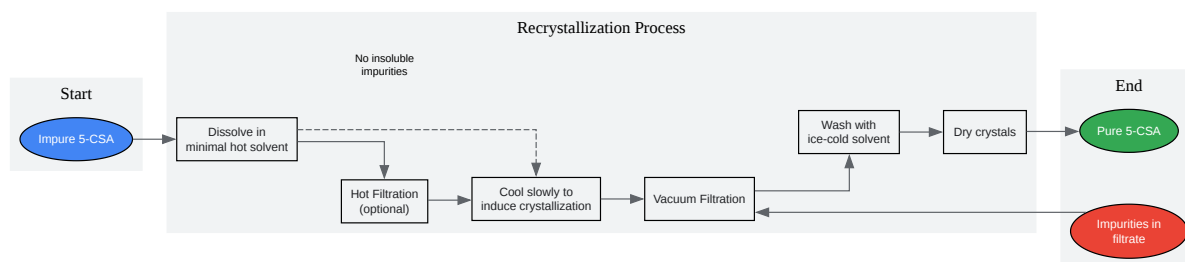 Recrystallization Process
No insoluble
impurities
Start
Impure 5-CSA
Dissolve in
minimal hot solvent
Hot Filtration
(optional)
Cool slowly to
induce crystallization
Vacuum Filtration
Wash with
ice-cold solvent
Dry crystals
End
Pure 5-CSA
Impurities in
filtrate